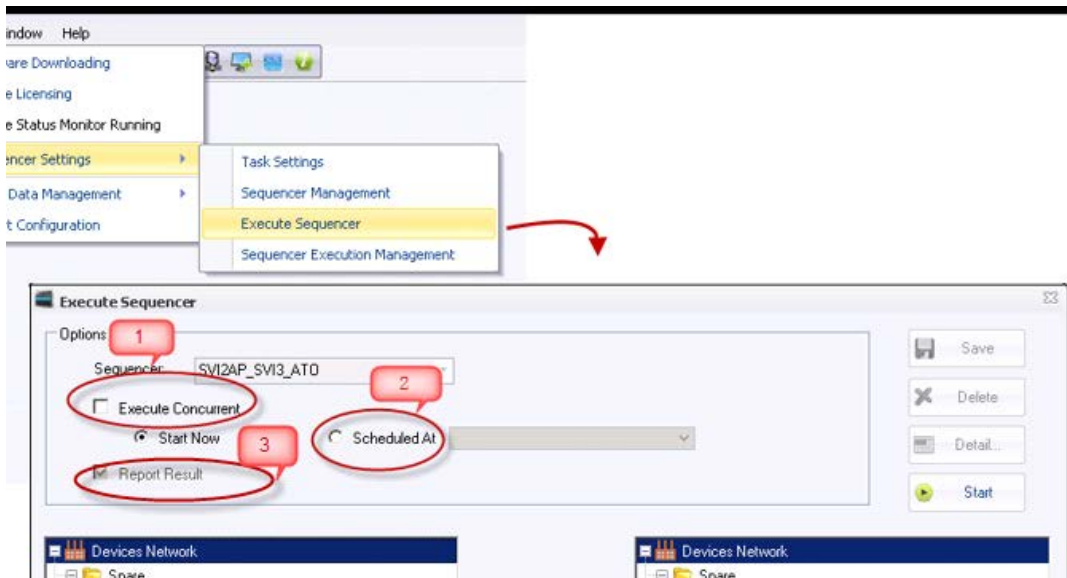 indow Help
are Downloading
e Licensing
e Status Monitor Running
encer Settings
Data Management
t Configuration
Task Settings
Sequencer Management
Execute Sequencer
Sequencer Execution Management
Execute Sequencer
Options
1
Sequencer: SVI2AP_SVI3_ATO
2
Execute Concurrent
Start Now
3
Scheduled At
Report Result
Save
Delete
Detail...
Start
Devices Network
Spare
Devices Network
Spare